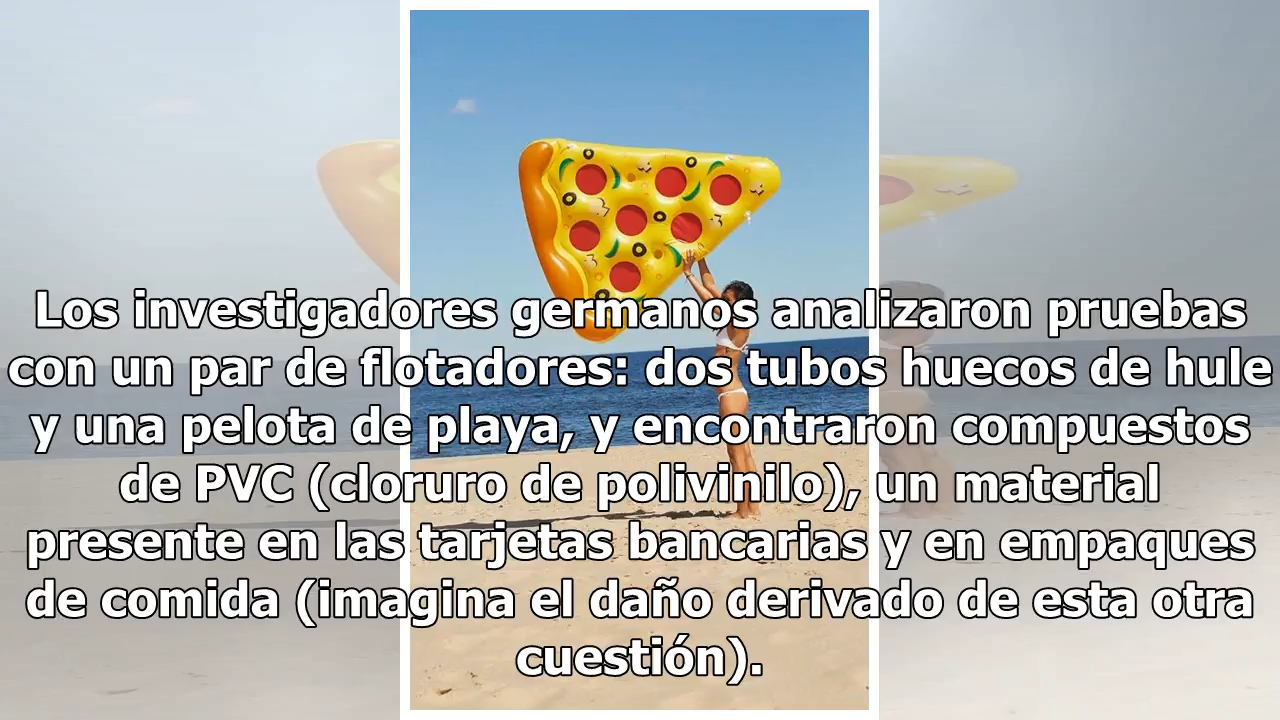 Los investigadores germanos analizaron pruebas
con un par de flotadores: dos tubos huecos de hule
y una pelota de playa, y encontraron compuestos
de PVC (cloruro de polivinilo), un material
presente en las tarjetas bancarias y en empaques
de comida (imagina el daño derivado de esta otra
cuestión).